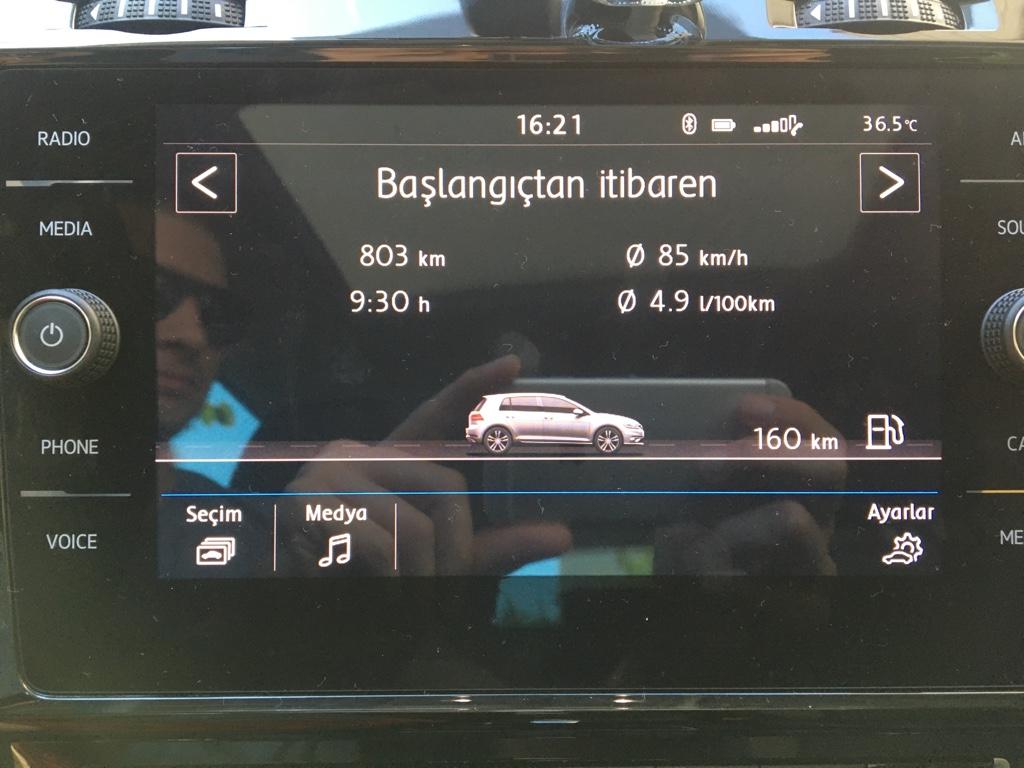 RADIO
MEDIA
PHONE
VOICE
16:21
36.5°C
<
Başlangıçtan itibaren
>
803 km
Ø 85 km/h
9:30 h
Ø 4.9 l/100km
160 km
Seçim
Medya
Ayarlar